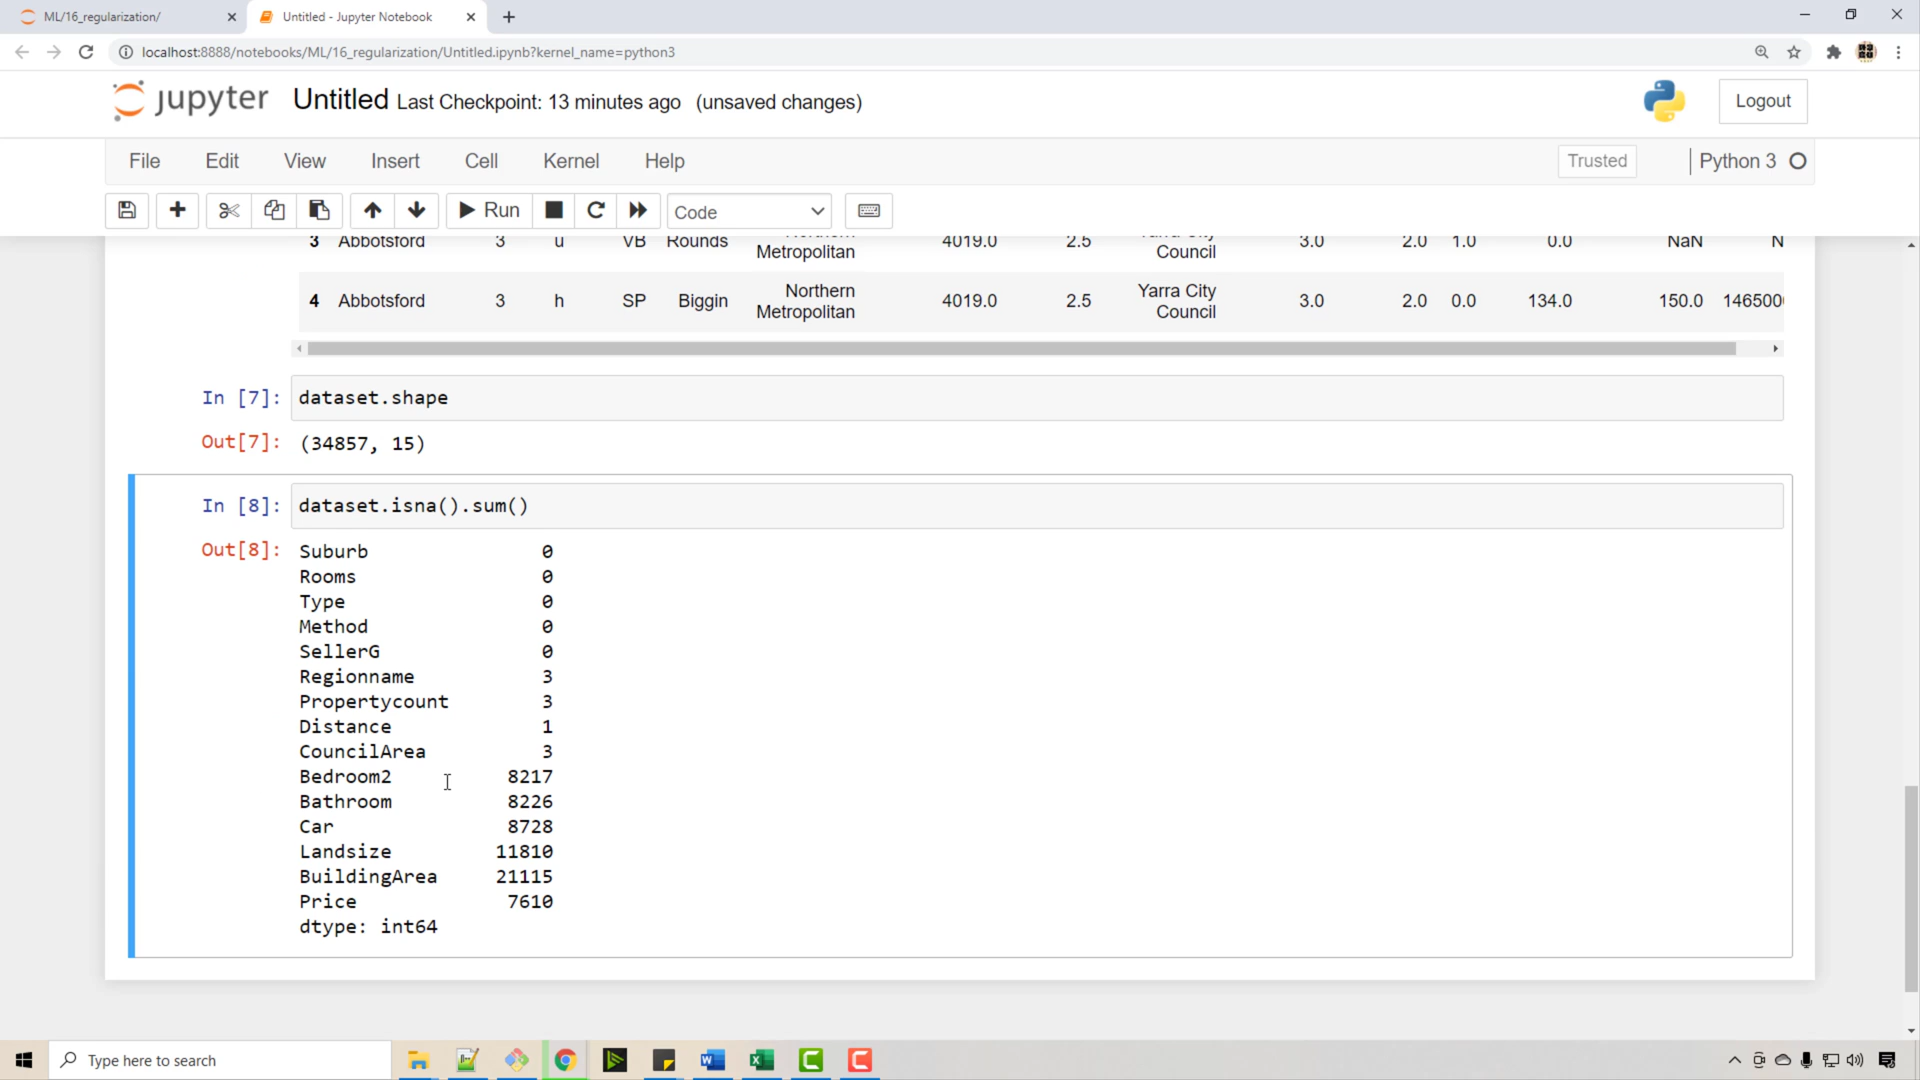 ML/16_regularization/
Untitled - Jupyter Notebook
localhost:8888/notebooks/ML/16_regularization/Untitled.ipynb?kernel_name=python3
jupyter Untitled Last Checkpoint: 13 minutes ago (unsaved changes)
Logout
File Edit View Insert Cell Kernel Help
Trusted Python 3
Run Code
3 Abbotsford 3 u VB Rounds Metropolitan 4019.0 2.5 Council 3.0 2.0 1.0 0.0 NaN N
4 Abbotsford 3 h SP Biggin Northern Metropolitan 4019.0 2.5 Yarra City Council 3.0 2.0 0.0 134.0 150.0 146500
In [7]: dataset.shape
Out[7]: (34857, 15)
In [8]: dataset.isna().sum()
Out[8]: Suburb 0
Rooms 0
Type 0
Method 0
SellerG 0
Regionname 3
Propertycount 3
Distance 1
CouncilArea 3
Bedroom2 8217
Bathroom 8226
Car 8728
Landsize 11810
BuildingArea 21115
Price 7610
dtype: int64
Type here to search